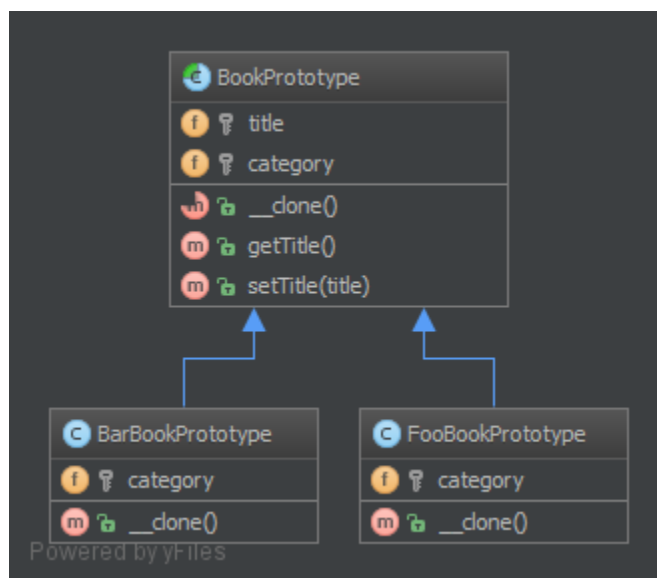 BookPrototype
title
category
__clone()
getTitle()
setTitle(title)
BarBookPrototype
FooBookPrototype
category
category
__clone()
__clone()
Powered by yFiles